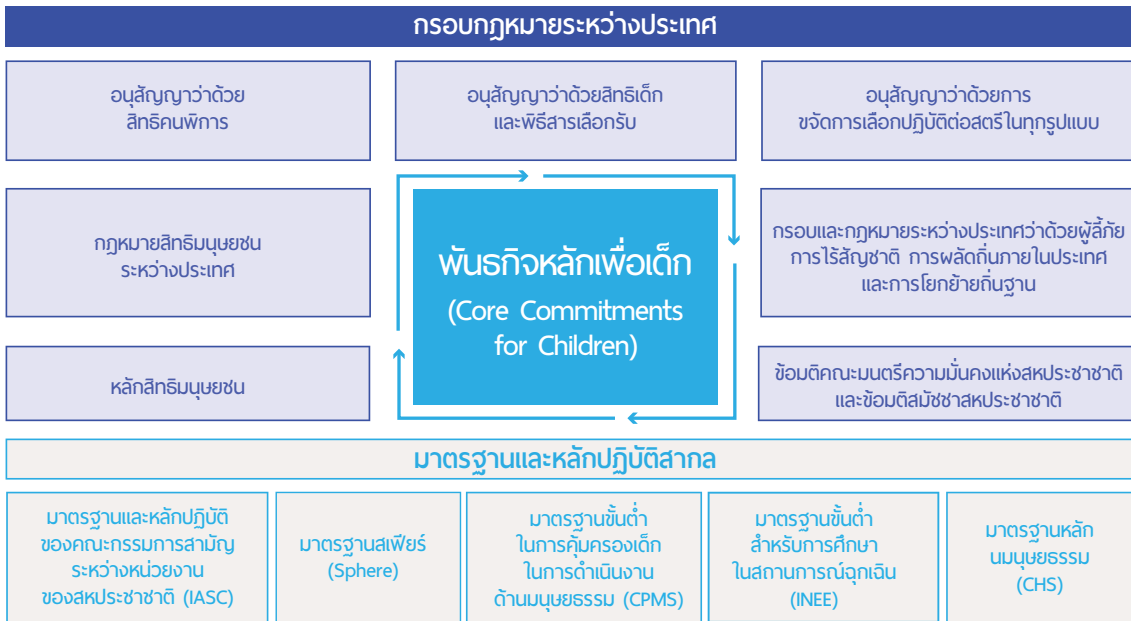 กรอบกฎหมายระหว่างประเทศ
อนุสัญญาว่าด้วย
สิทธิคนพิการ
อนุสัญญาว่าด้วยสิทธิเด็ก
และพิธีสารเลือกรับ
อนุสัญญาว่าด้วยการ
ขจัดการเลือกปฏิบัติต่อสตรีในทุกรูปแบบ
กฎหมายสิทธิมนุษยชน
ระหว่างประเทศ
พันธกิจหลักเพื่อเด็ก
(Core Commitments
for Children)
กรอบและกฎหมายระหว่างประเทศว่าด้วยผู้ลี้ภัย
การไร้สัญชาติ การพลัดถิ่นภายในประเทศ
และการโยกย้ายถิ่นฐาน
หลักสิทธิมนุษยชน
ข้อมติคณะมนตรีความมั่นคงแห่งสหประชาชาติ
และข้อมติสมัชชาสหประชาชาติ
มาตรฐานและหลักปฏิบัติสากล
มาตรฐานและหลักปฏิบัติ
ของคณะกรรมการสามัญ
ระหว่างหน่วยงาน
ของสหประชาชาติ (IASC)
มาตรฐานสเฟียร์
(Sphere)
มาตรฐานขั้นต่ำ
ในการคุ้มครองเด็ก
ในการดำเนินงาน
ด้านมนุษยธรรม (CPMS)
มาตรฐานขั้นต่ำ
สำหรับการศึกษา
ในสถานการณ์ฉุกเฉิน
(INEE)
มาตรฐานหลัก
นมนุษยธรรม
(CHS)